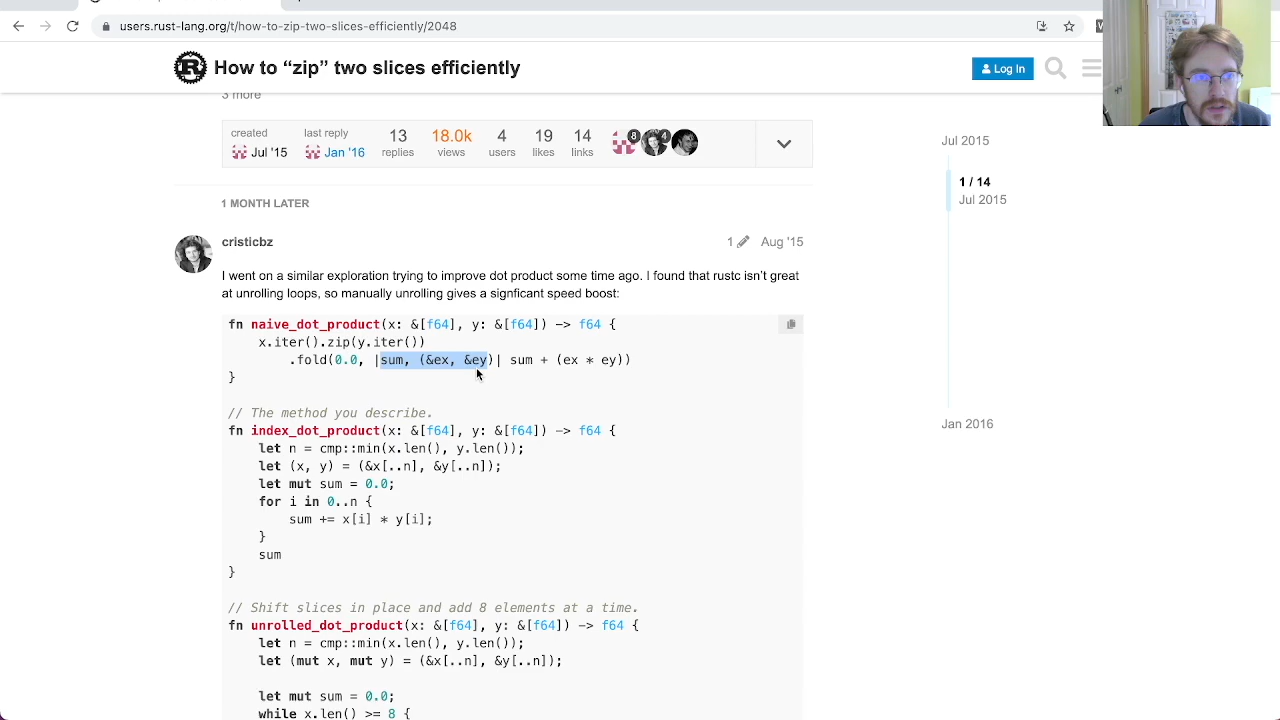 users.rust-lang.org/t/how-to-zip-two-slices-efficiently/2048
How to “zip” two slices efficiently
Log In
3 more
created
last reply
13
18.0k
4
19
14
8
4
Jul '15
Jan '16
replies
views
users
likes
links
Jul 2015
1 / 14
Jul 2015
Jan 2016
1 MONTH LATER
cristicbz
1
Aug '15
I went on a similar exploration trying to improve dot product some time ago. I found that rustc isn’t great
at unrolling loops, so manually unrolling gives a signficant speed boost:
fn naive_dot_product(x: &[f64], y: &[f64]) -> f64 {
x.iter().zip(y.iter())
.fold(0.0, |sum, (&ex, &ey)| sum + (ex * ey))
}
// The method you describe.
fn index_dot_product(x: &[f64], y: &[f64]) -> f64 {
let n = cmp::min(x.len(), y.len());
let (x, y) = (&x[..n], &y[..n]);
let mut sum = 0.0;
for i in 0..n {
sum += x[i] * y[i];
}
sum
}
// Shift slices in place and add 8 elements at a time.
fn unrolled_dot_product(x: &[f64], y: &[f64]) -> f64 {
let n = cmp::min(x.len(), y.len());
let (mut x, mut y) = (&x[..n], &y[..n]);
let mut sum = 0.0;
while x.len() >= 8 {